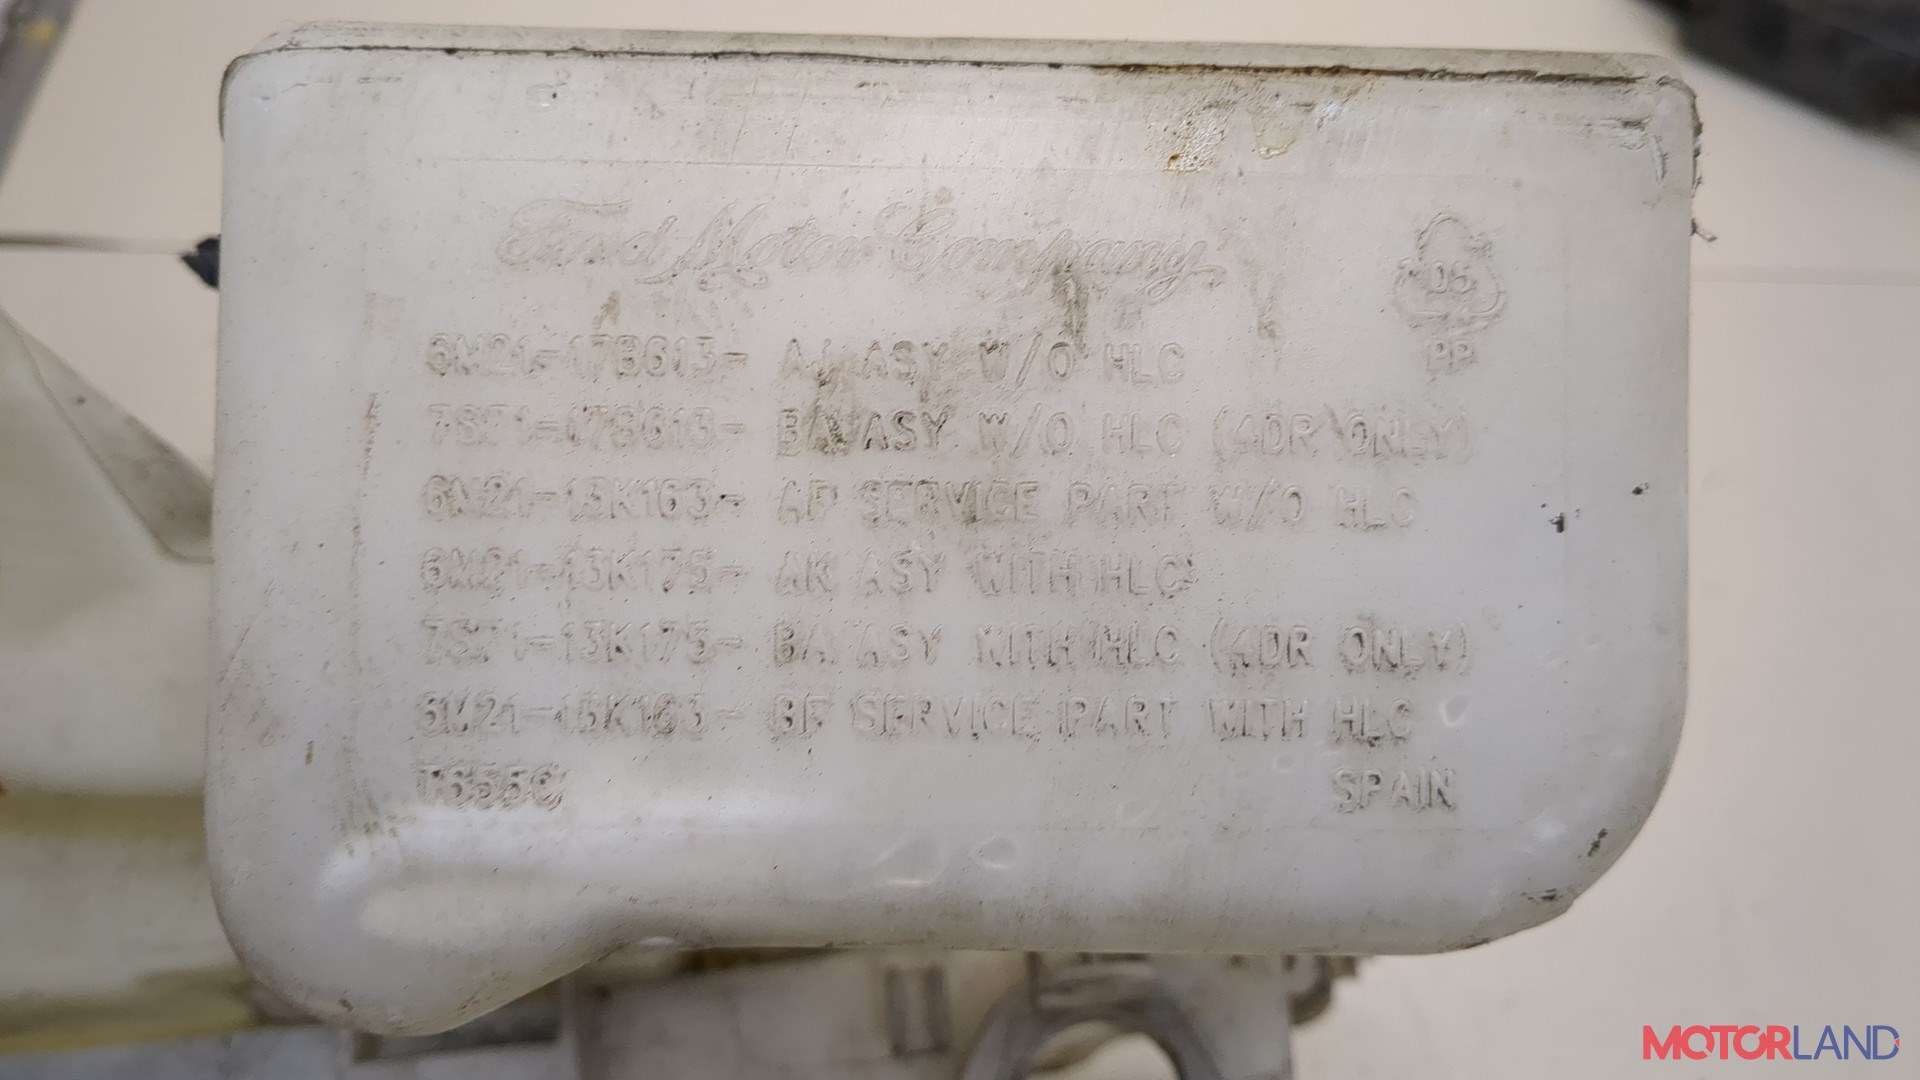 Ford Motor Company
05
PP
6M21-17B613- AJ ASY W/O HLC
7S71-17B613- BA ASY W/O HLC (4DR ONLY)
6M21-13K163- AF SERVICE PART W/O HLC
6M21-13K175- AK ASY WITH HLC
7S71-13K175- BA ASY WITH HLC (4DR ONLY)
6M21-13K163- BF SERVICE PART WITH HLC
SPAIN
MOTORLAND